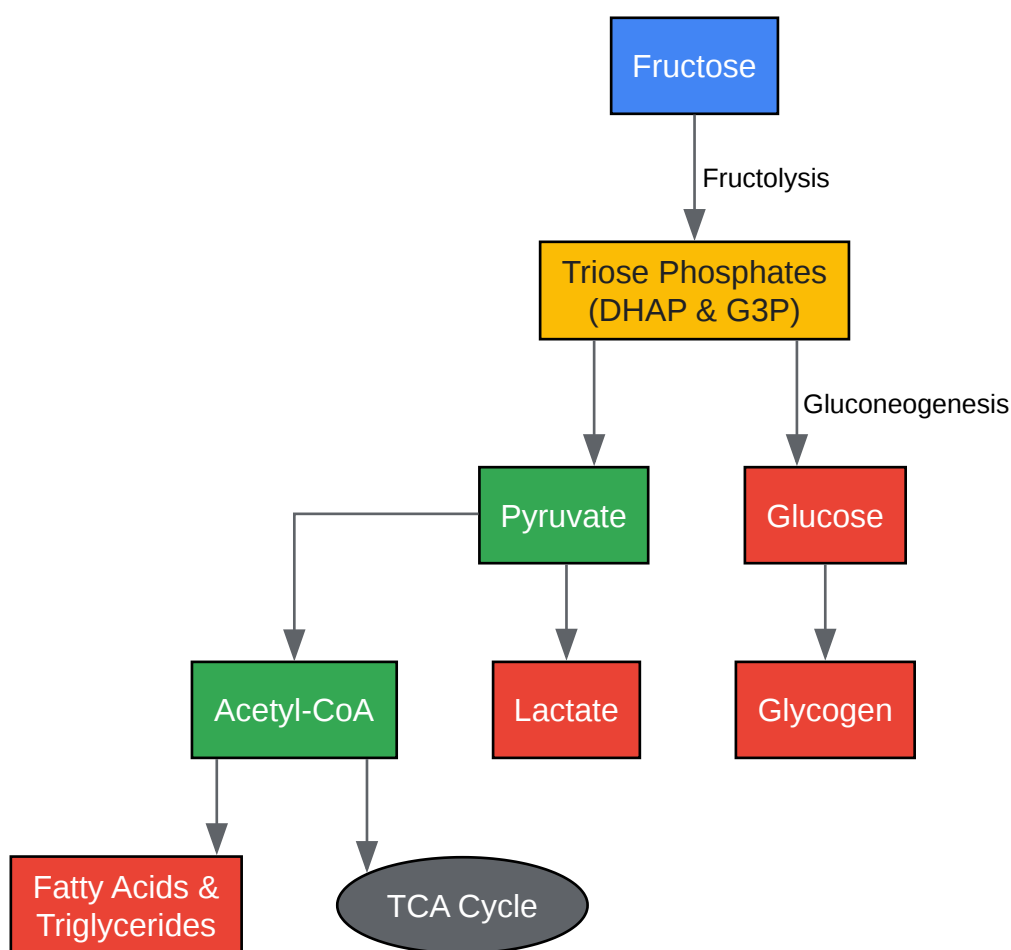 Fructose
Fructolysis
Triose Phosphates
(DHAP & G3P)
Gluconeogenesis
Pyruvate
Glucose
Acetyl-CoA
Lactate
Glycogen
Fatty Acids &
Triglycerides
TCA Cycle